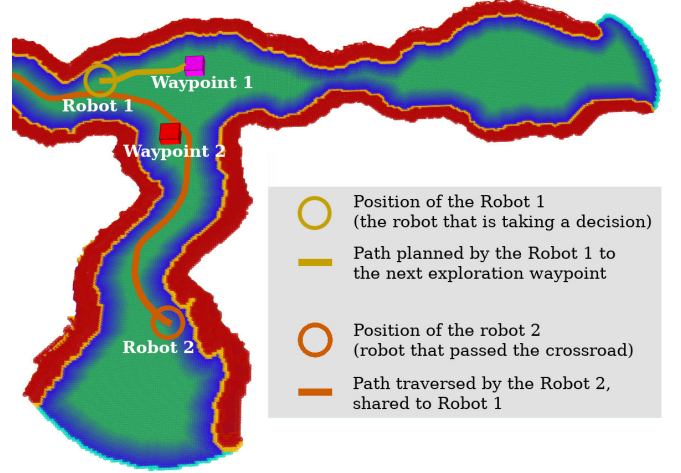 Waypoint 1
Robot 1
Waypoint 2
Robot 2
Position of the Robot 1
(the robot that is taking a decision)
Path planned by the Robot 1 to
the next exploration waypoint
Position of the robot 2
(robot that passed the crossroad)
Path traversed by the Robot 2,
shared to Robot 1